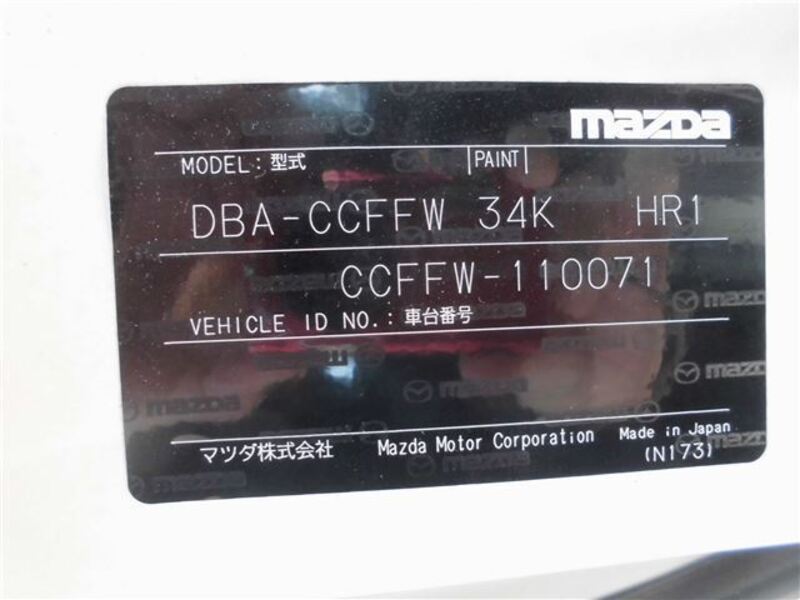 mazda
MODEL: 型式 PAINT
DBA-CCFFW 34K HR1
CCFFW-110071
VEHICLE ID NO.: 車台番号
マツダ株式会社 Mazda Motor Corporation Made in Japan
(N173)